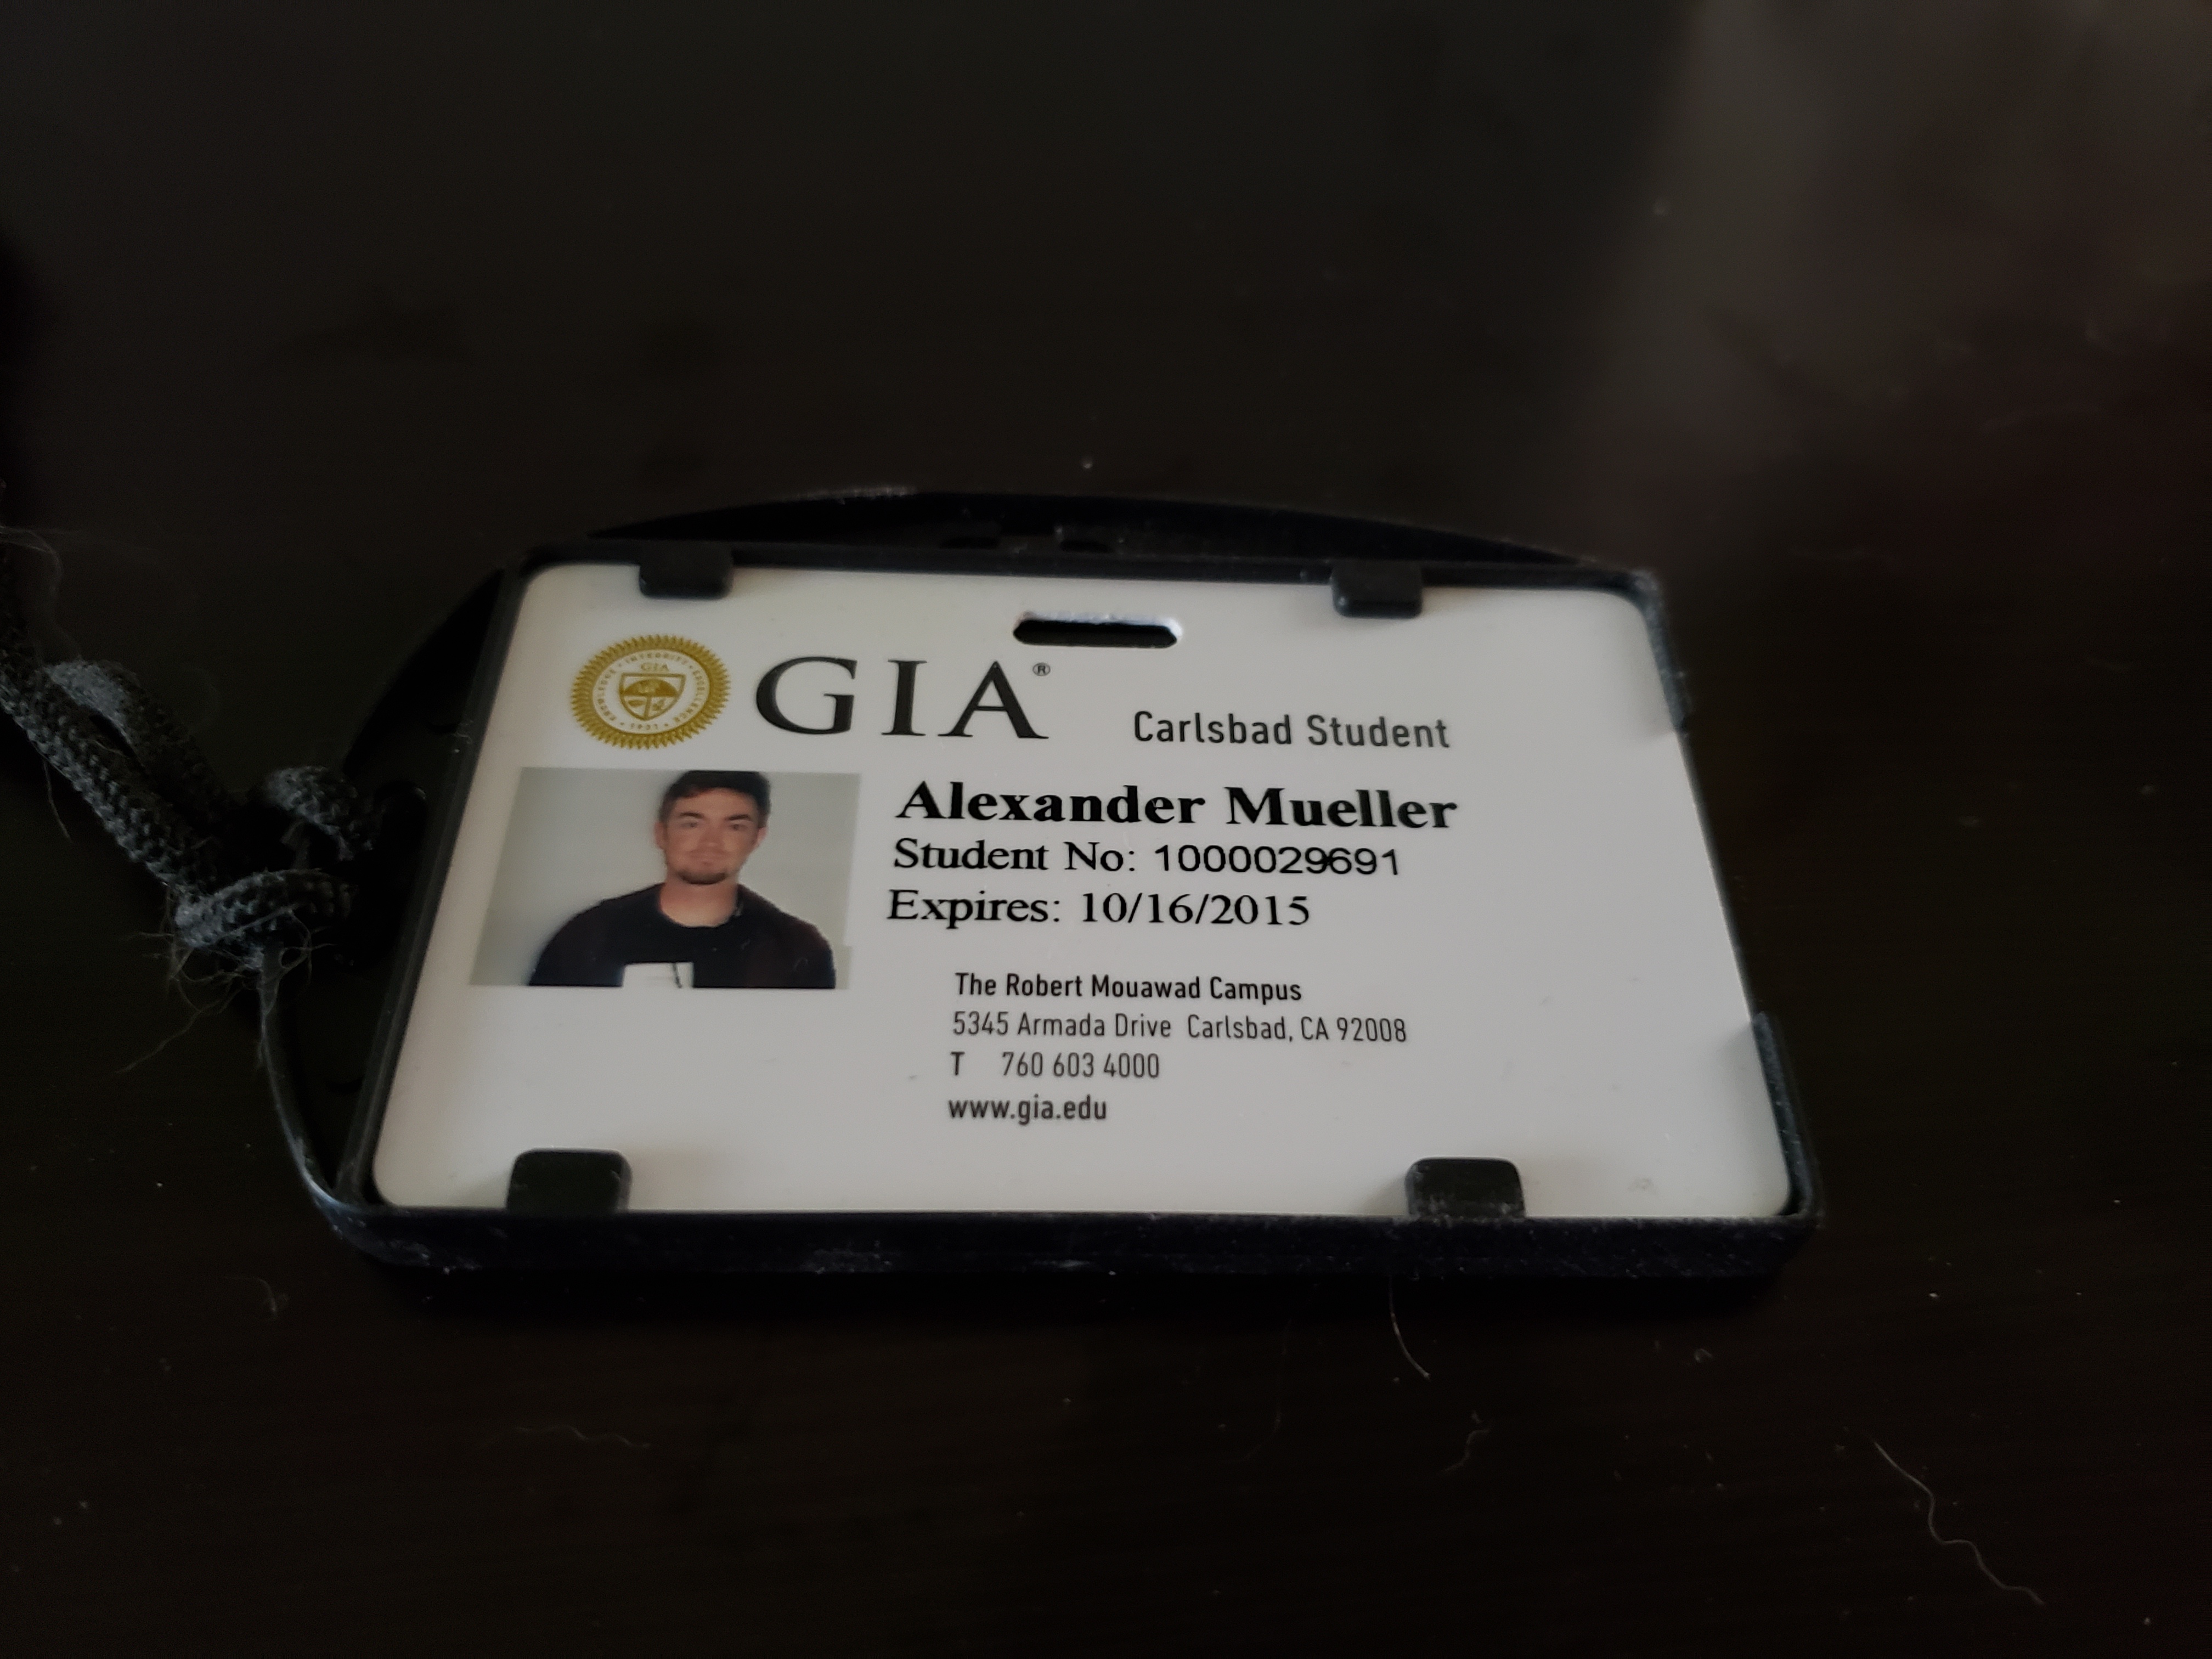 GIA®
Carlsbad Student
Alexander Mueller
Student No: 1000029691
Expires: 10/16/2015
The Robert Mouawad Campus
5345 Armada Drive Carlsbad, CA 92008
T 760 603 4000
www.gia.edu